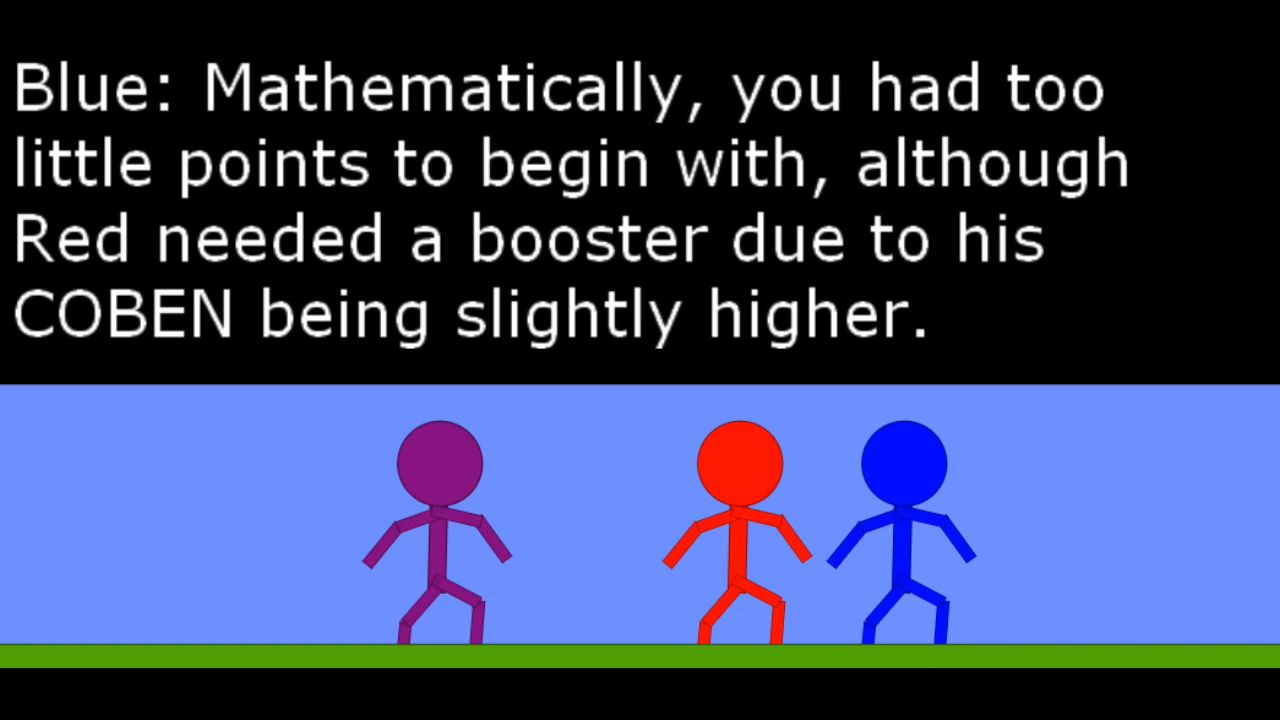 Blue: Mathematically, you had too
little points to begin with, although
Red needed a booster due to his
COBEN being slightly higher.